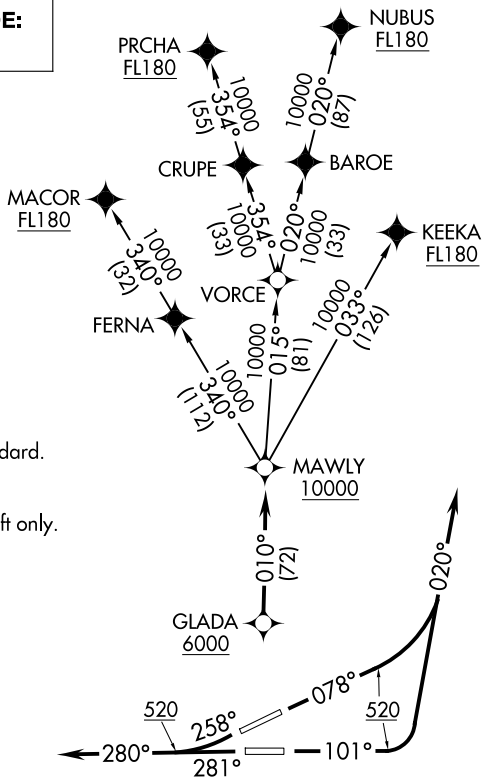 DE:
NUBUS
FL180
PRCHA
FL180
10000
354°
(55)
10000
020°
(87)
CRUPE
BAROE
MACOR
FL180
354°
10000
(33)
020°
10000
(33)
KEEKA
FL180
10000
340°
(32)
VORCE
FERNA
10000
015°
(81)
10000
033°
(126)
10000
340°
(112)
dard.
MAWLY
10000
ft only.
010°
(72)
020°
GLADA
6000
078°
520
258°
520
280°
281°
101°